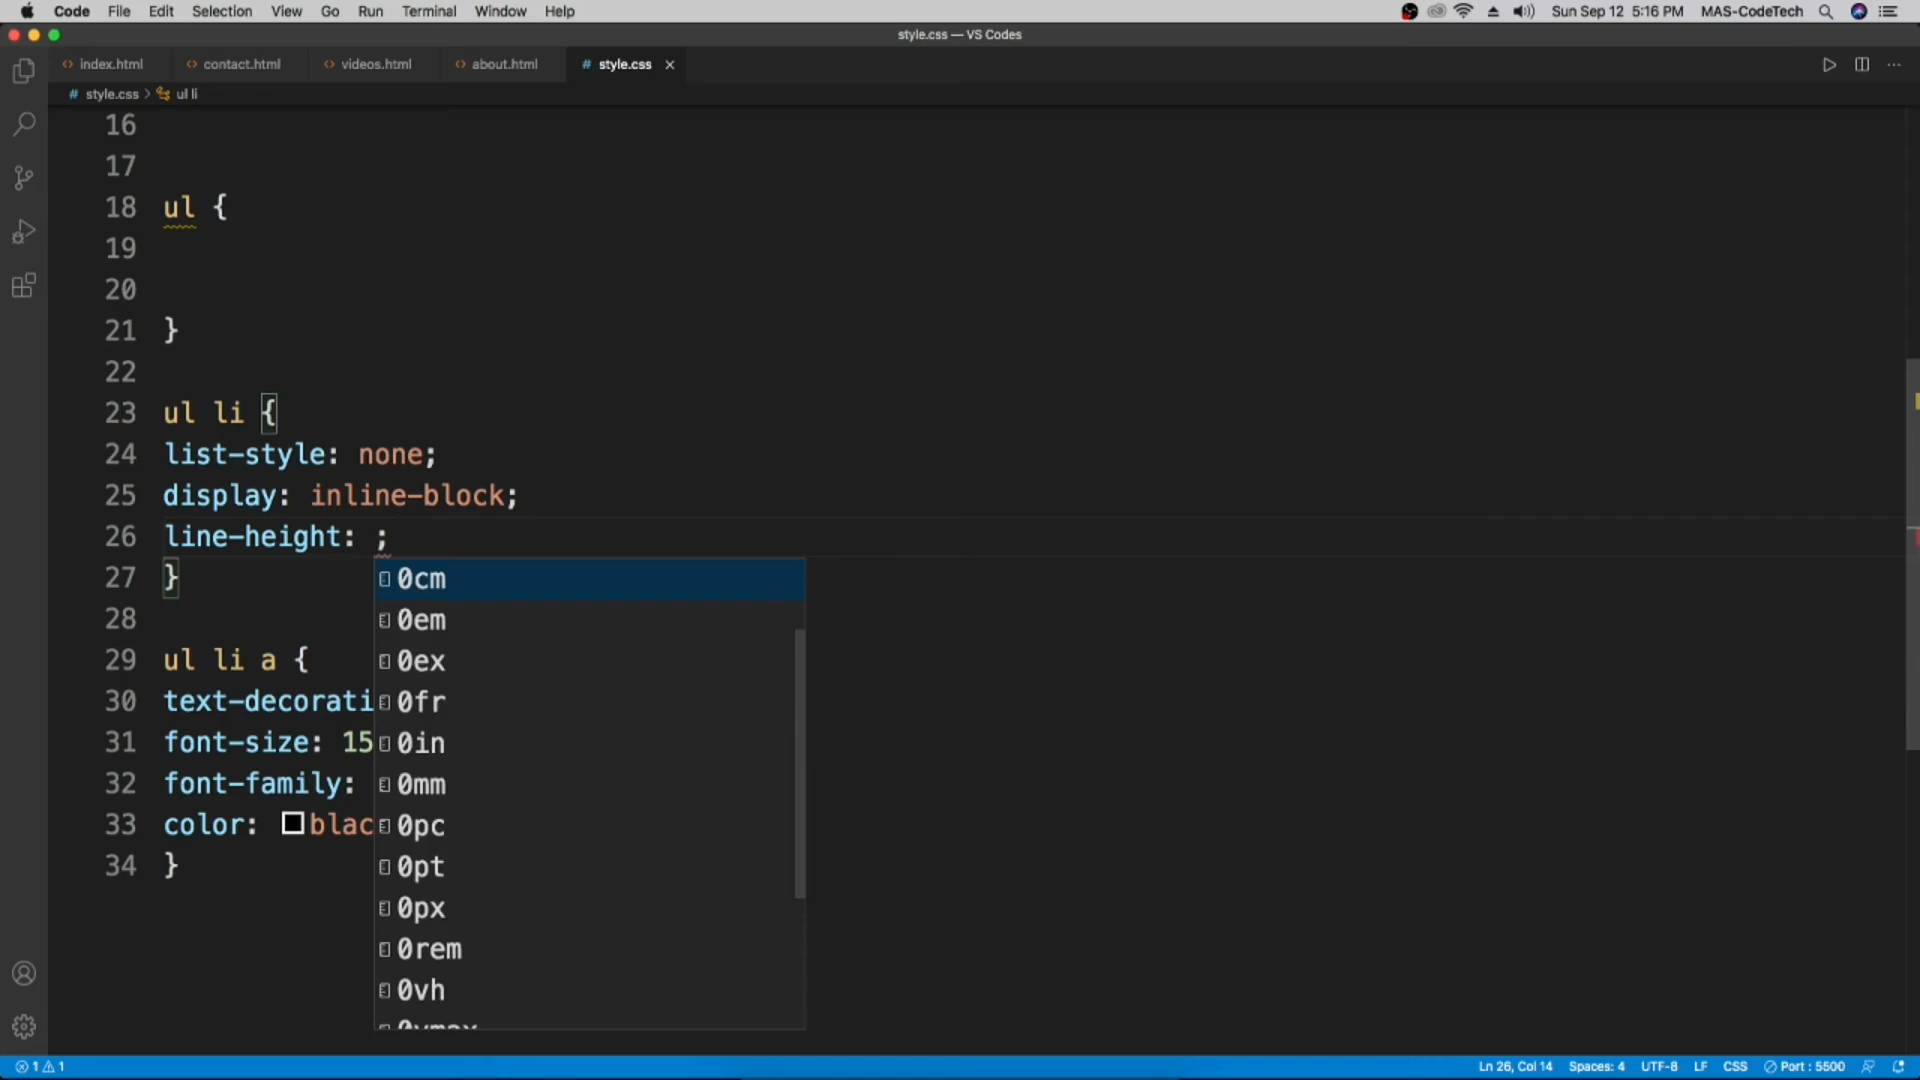 Code File Edit Selection View Go Run Terminal Window Help Sun Sep 12 5:16 PM MAS-CodeTech
style.css — VS Codes
index.html contact.html videos.html about.html # style.css
# style.css > ul li
16
17
18 ul {
19
20
21 }
22
23 ul li {
24 list-style: none;
25 display: inline-block;
26 line-height: ;
27 }
0cm
28
0em
29 ul li a {
0ex
30 text-decorati
0fr
31 font-size: 15
0in
32 font-family:
0mm
33 color: blac
0pc
34 }
0pt
0px
0rem
0vh
0vmax
1 1 Ln 26, Col 14 Spaces: 4 UTF-8 LF CSS Port : 5500